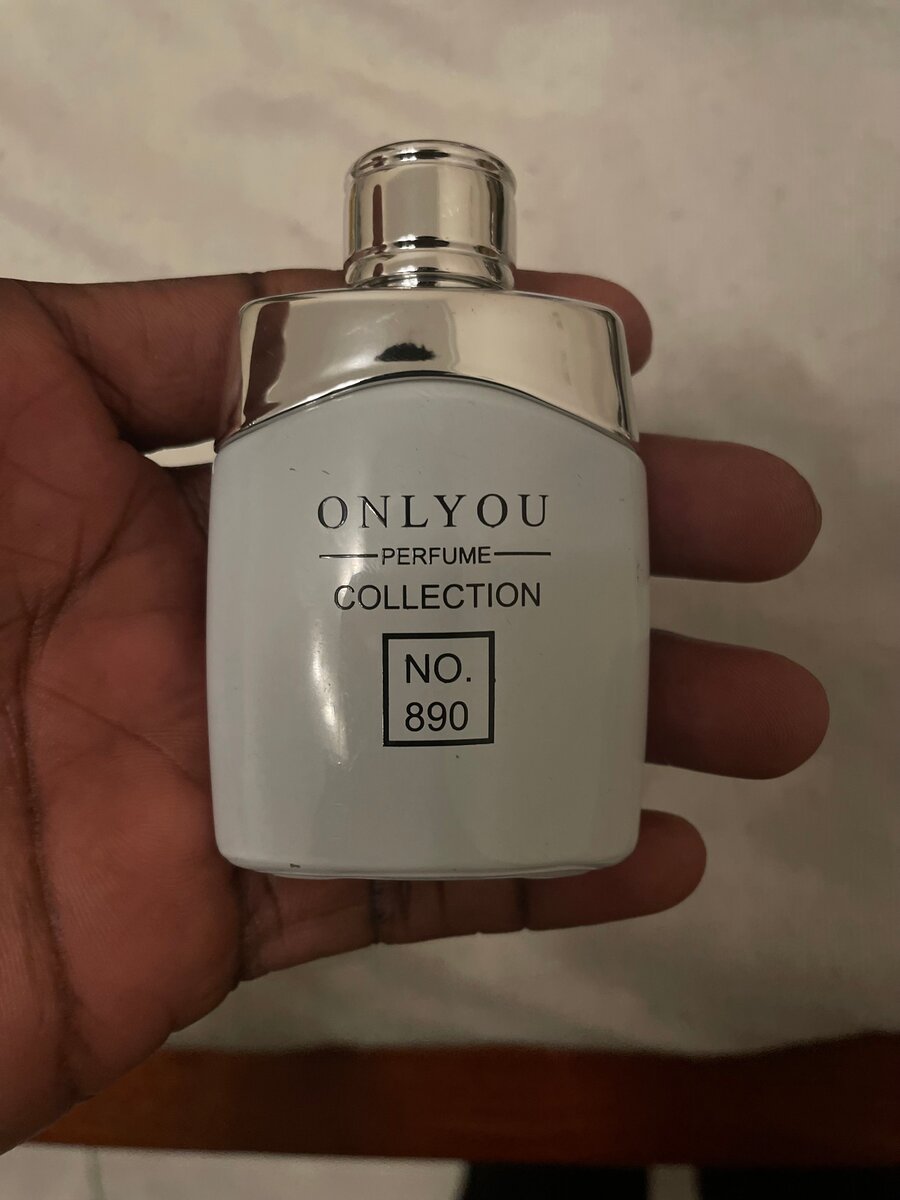 ONLYOU
PERFUME
COLLECTION
NO.
890